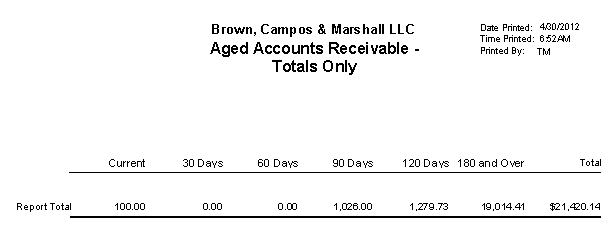 Brown, Campos & Marshall LLC
Aged Accounts Receivable -
Totals Only
Date Printed: 4/30/2012
Time Printed: 6:52AM
Printed By: TM
Current 30 Days 60 Days 90 Days 120 Days 180 and Over Total
Report Total 100.00 0.00 0.00 1,026.00 1,279.73 19,014.41 $21,420.14